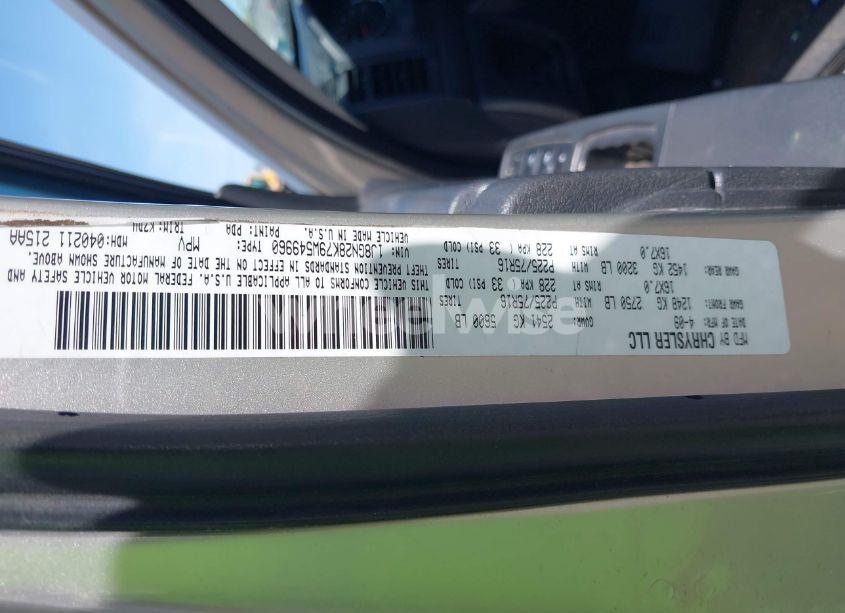 MFD BY CHRYSLER LLC
DATE OF MFR: 4-09 GVWR: 2541 KG 5600 LB
GAWR FRONT: 1248 KG 2750 LB WITH TIRES P225/75R16
RIMS AT 16X7.0 228 KPA ( 33 PSI) COLD
GAWR REAR: 1452 KG 3200 LB WITH TIRES P225/75R16
RIMS AT 16X7.0 228 KPA ( 33 PSI) COLD
THIS VEHICLE CONFORMS TO ALL APPLICABLE U.S.A. FEDERAL MOTOR VEHICLE SAFETY AND
THEFT PREVENTION STANDARDS IN EFFECT ON THE DATE OF MANUFACTURE SHOWN ABOVE.
VIN: 1J8GN28K79W549960 TYPE: MPV MDH: 040211 215AA
VEHICLE MADE IN U.S.A. PAINT: PDA TRIM: K7DU
wheelwise